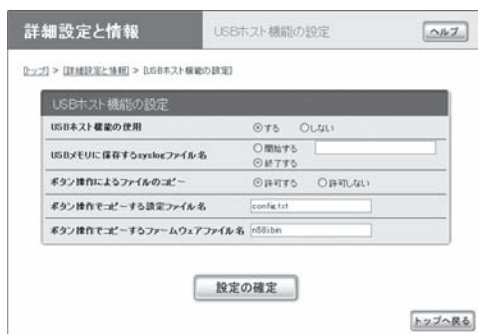 詳細設定と情報 USBホスト機能の設定 ヘルプ
[トップ] > [詳細設定と情報] > [USBホスト機能の設定]
USBホスト機能の設定
USBホスト機能の使用 する しない
USBメモリに保存するsyslogファイル名 開始する
終了する
ボタン操作によるファイルのコピー 許可する 許可しない
ボタン操作でコピーする設定ファイル名 config.txt
ボタン操作でコピーするファームウェアファイル名 n58i.bin
設定の確定
トップへ戻る